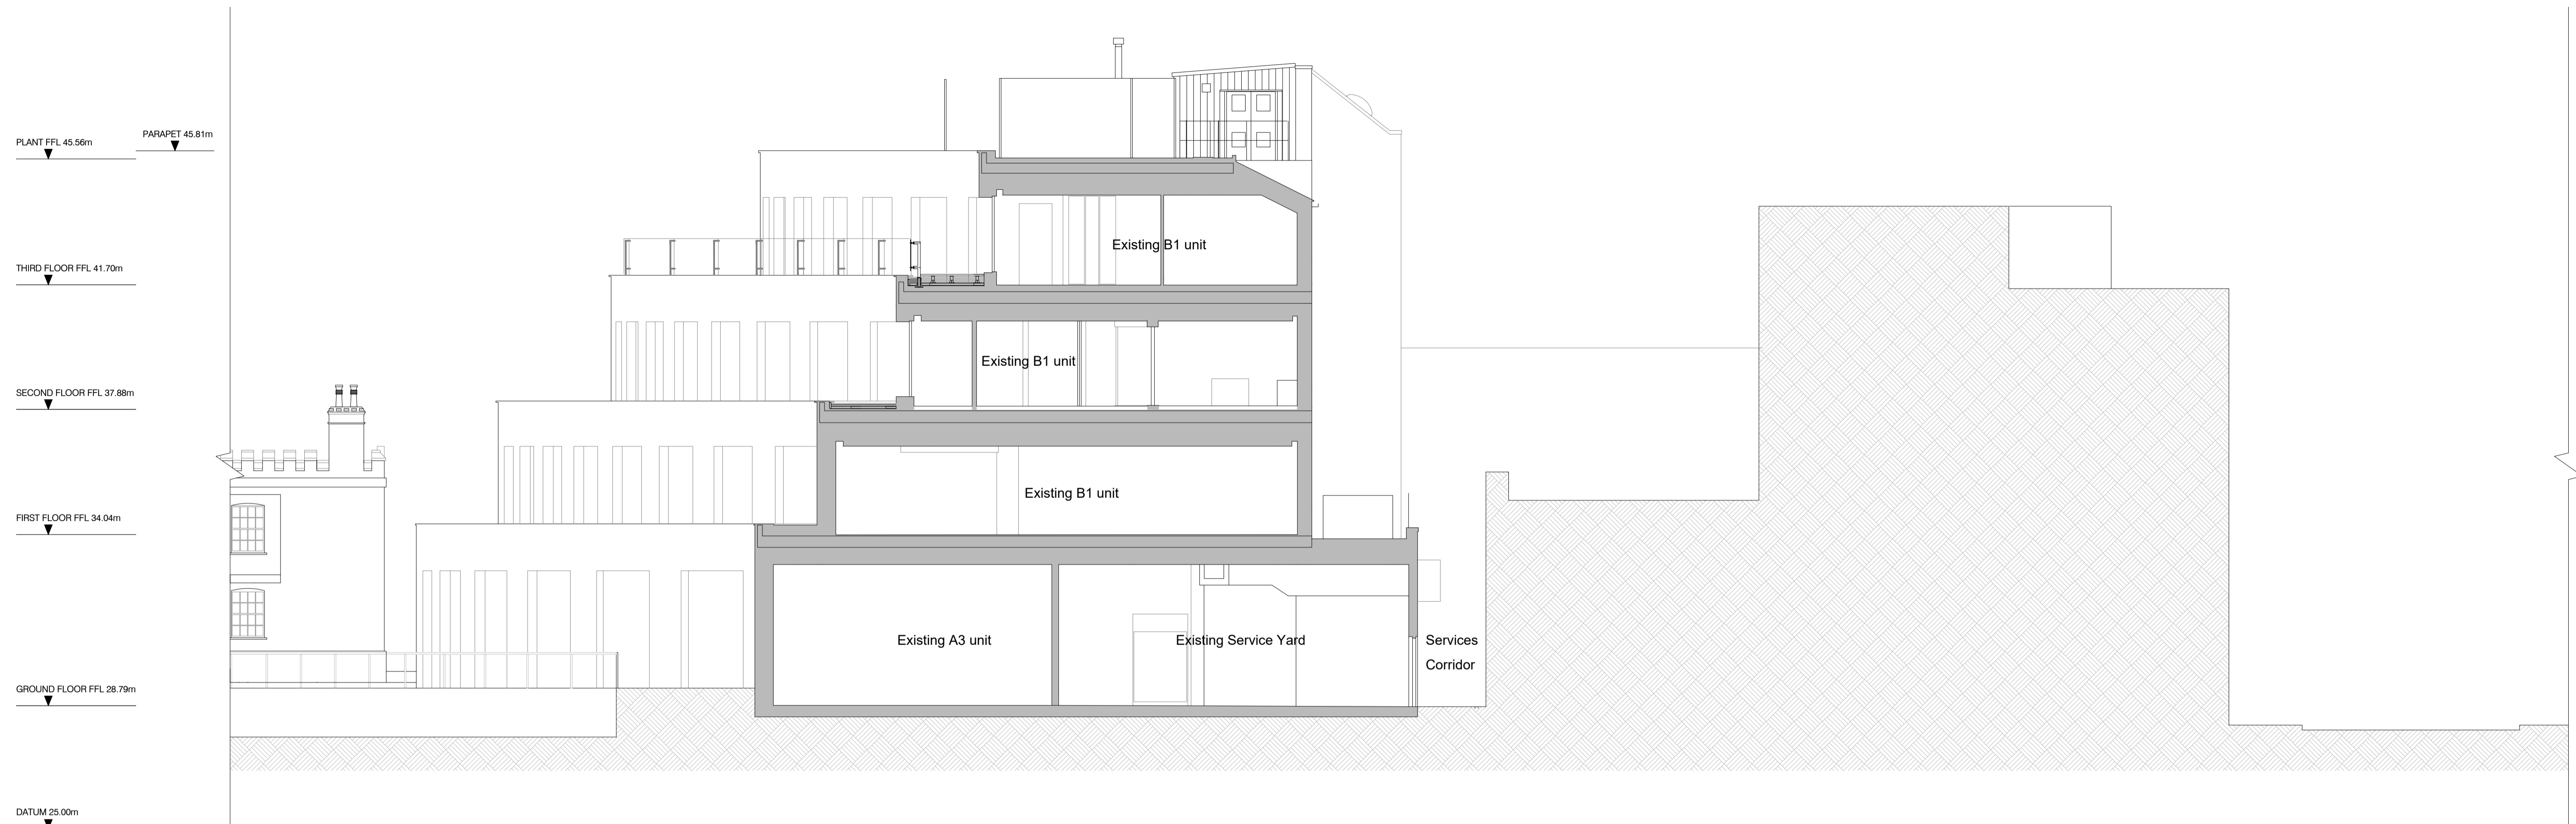 PARAPET 45.81m
PLANT FFL 45.56m
Existing B1 unit
THIRD FLOOR FFL 41.70m
Existing B1 unit
SECOND FLOOR FFL 37.88m
Existing B1 unit
FIRST FLOOR FFL 34.04m
Existing A3 unit
Existing Service Yard
Services
Corridor
GROUND FLOOR FFL 28.79m
DATUM 25.00m